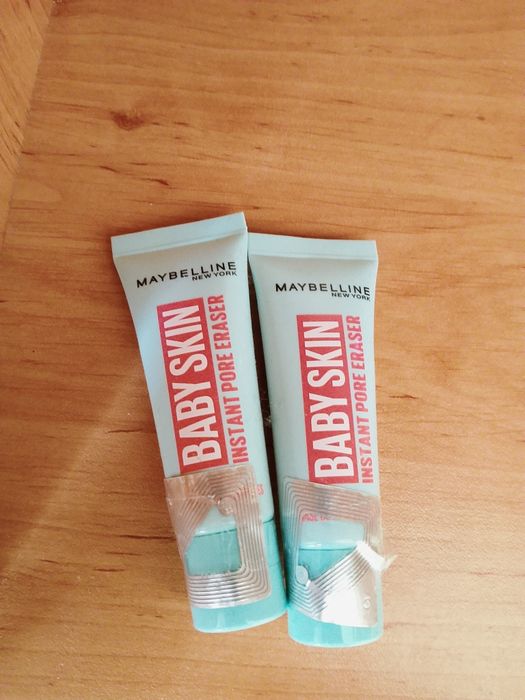 MAYBELLINE
NEW YORK
BABY SKIN
INSTANT PORE ERASER
MAYBELLINE
NEW YORK
BABY SKIN
INSTANT PORE ERASER